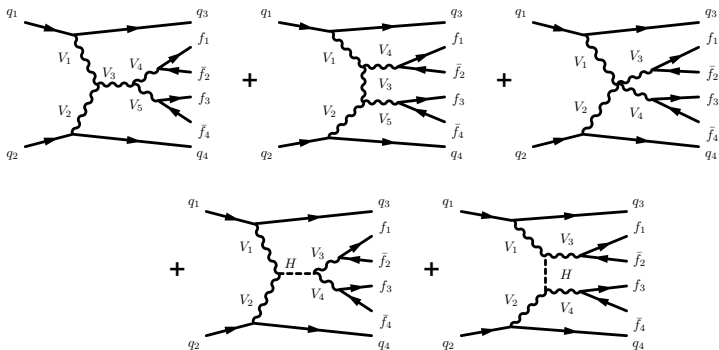 q₁ q₃ q₁ q₃ q₁ q₃
f₁ f₁ f₁
V₁ V₃ V₄ V₁ V₄ V₁ V₃
f̄₂ + f̄₂ + f̄₂
V₃
f₃ f₃ f₃
V₂ V₅ V₂ V₅ V₂ V₄
f̄₄ f̄₄ f̄₄
q₂ q₄ q₂ q₄ q₂ q₄
q₁ q₃ q₁ q₃
f₁ f₁
V₁ V₃ V₁ V₃
+ H f̄₂ + f̄₂
H
V₂ V₄ f₃ V₂ V₄ f₃
f̄₄ f̄₄
q₂ q₄ q₂ q₄